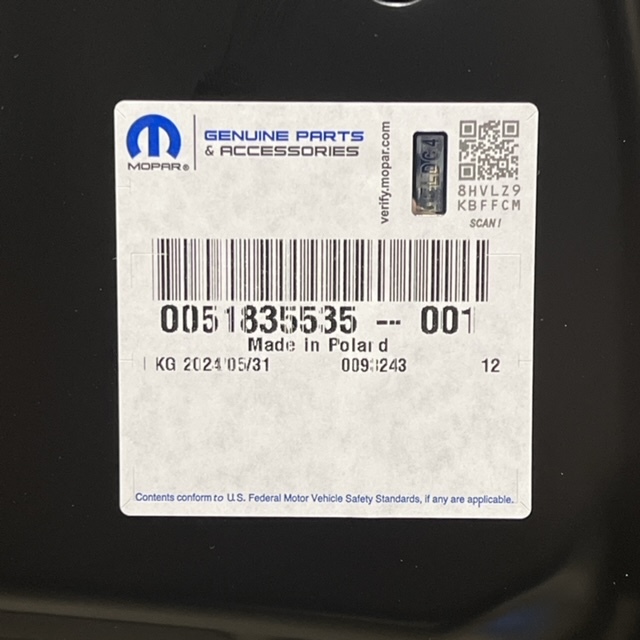 MOPAR®
GENUINE PARTS
& ACCESSORIES
verify.mopar.com
8HVLZ9
KBFFCM
SCAN!
0051835535 -- 001
Made in Poland
KG 2024/05/31 12
Contents conform to U.S. Federal Motor Vehicle Safety Standards, if any are applicable.